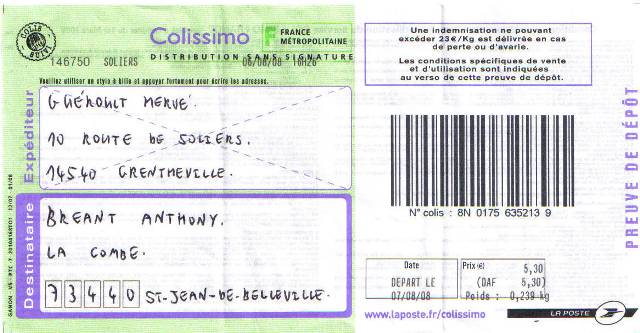 Colissimo F FRANCE MÉTROPOLITAINE
DISTRIBUTION SANS SIGNATURE
146750 SOLIERS 06/08/08 16H26
Veuillez utiliser un stylo à bille et appuyer fortement pour écrire les adresses.
Expéditeur
GUÉROULT HERVÉ.
10 ROUTE DE SOLIERS.
14540 GRENTHEVILLE.
Destinataire
BREANT ANTHONY.
LA COMBE.
73440 ST-JEAN-DE-BELLEVILLE.
Une indemnisation ne pouvant
excéder 23€/Kg est délivrée en cas
de perte ou d'avarie.
Les conditions spécifiques de vente
et d'utilisation sont indiquées
au verso de cette preuve de dépôt.
N° colis : 8N 0175 635213 9
PREUVE DE DÉPÔT
Date
DEPART LE
07/08/08
Prix (€) 5,30
(DAF 5,30)
Poids : 0,239 kg
www.laposte.fr/colissimo
LA POSTE